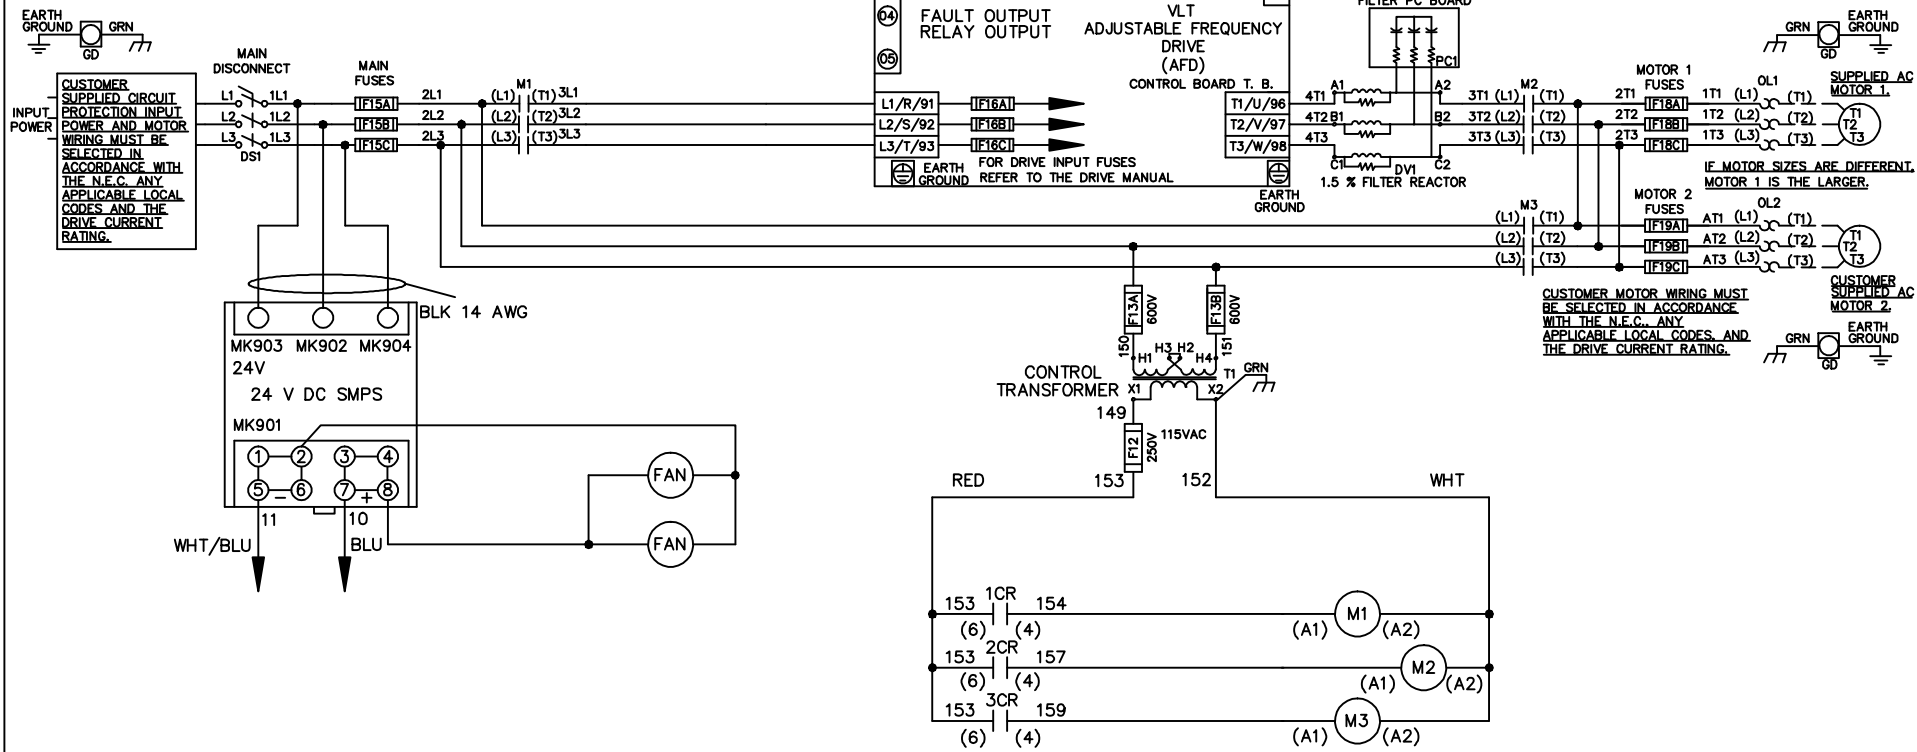 EARTH
GROUND
GRN
GD
MAIN
DISCONNECT
MAIN
FUSES
INPUT
POWER
CUSTOMER
SUPPLIED CIRCUIT
PROTECTION INPUT
POWER AND MOTOR
WIRING MUST BE
SELECTED IN
ACCORDANCE WITH
THE N.E.C. ANY
APPLICABLE LOCAL
CODES AND THE
DRIVE CURRENT
RATING.
L1 1L1 F15A 2L1 (L1) M1 (T1) 3L1
L2 1L2 F15B 2L2 (L2) (T2) 3L2
L3 1L3 F15C 2L3 (L3) (T3) 3L3
DS1
04 FAULT OUTPUT
RELAY OUTPUT
05
VLT
ADJUSTABLE FREQUENCY
DRIVE
(AFD)
CONTROL BOARD T. B.
L1/R/91 F16A
L2/S/92 F16B
L3/T/93 F16C
T1/U/96
T2/V/97
T3/W/98
EARTH
GROUND
FOR DRIVE INPUT FUSES
REFER TO THE DRIVE MANUAL
EARTH
GROUND
FILTER PC BOARD
PC1
4T1 A1 A2
4T2 B1 B2
4T3 C1 C2
DV1
1.5 % FILTER REACTOR
M2
3T1 (L1) (T1)
3T2 (L2) (T2)
3T3 (L3) (T3)
MOTOR 1
FUSES
OL1
2T1 F18A 1T1 (L1) (T1)
2T2 F18B 1T2 (L2) (T2)
2T3 F18C 1T3 (L3) (T3)
T1
T2
T3
GRN
GD
EARTH
GROUND
SUPPLIED AC
MOTOR 1.
IF MOTOR SIZES ARE DIFFERENT,
MOTOR 1 IS THE LARGER.
M3
(L1) (T1)
(L2) (T2)
(L3) (T3)
MOTOR 2
FUSES
OL2
F19A AT1 (L1) (T1)
F19B AT2 (L2) (T2)
F19C AT3 (L3) (T3)
T1
T2
T3
CUSTOMER
SUPPLIED AC
MOTOR 2.
CUSTOMER MOTOR WIRING MUST
BE SELECTED IN ACCORDANCE
WITH THE N.E.C., ANY
APPLICABLE LOCAL CODES, AND
THE DRIVE CURRENT RATING.
GRN
GD
EARTH
GROUND
BLK 14 AWG
MK903 MK902 MK904
24V
24 V DC SMPS
MK901
1 2 3 4
5 - 6 7 + 8
11
10
WHT/BLU
BLU
FAN
FAN
F13A
600V
F13B
600V
150
151
H1 H3 H2 H4
CONTROL
TRANSFORMER
T1
X1 X2
GRN
149
F12
250V
115VAC
153
152
RED
WHT
1CR
153 154
(6) (4)
M1
(A1) (A2)
2CR
153 157
(6) (4)
M2
(A1) (A2)
3CR
153 159
(6) (4)
M3
(A1) (A2)